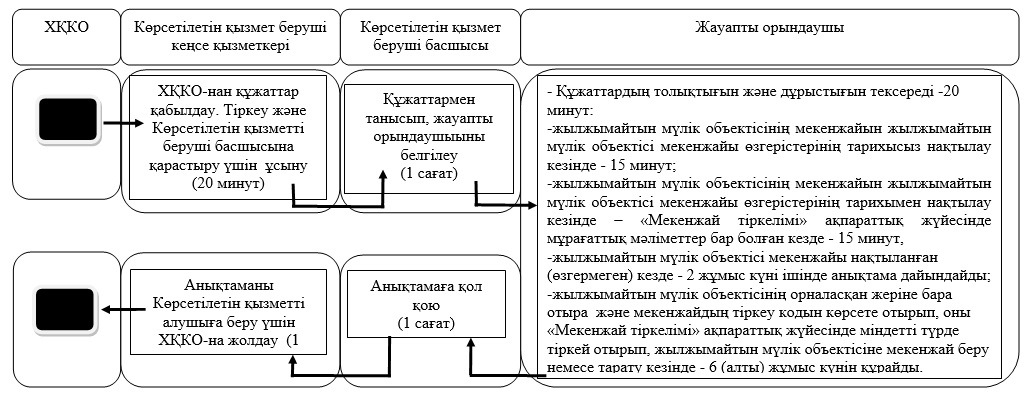 ХҚКО
Көрсетілетін қызмет беруші
кеңсе қызметкері
Көрсетілетін қызмет
беруші басшысы
Жауапты орындаушы
ХҚКО-нан құжаттар
қабылдау. Тіркеу және
Көрсетілетін қызметті
беруші басшысына
қарастыру үшін ұсыну
(20 минут)
Құжаттармен
танысып, жауапты
орындаушыыны
белгілеу
(1 сағат)
- Құжаттардың толықтығын және дұрыстығын тексереді -20
минут:
-жылжымайтын мүлік объектісінің мекенжайын жылжымайтын
мүлік объектісі мекенжайы өзгерістерінің тарихысыз нақтылау
кезінде - 15 минут;
-жылжымайтын мүлік объектісінің мекенжайын жылжымайтын
мүлік объектісі мекенжайы өзгерістерінің тарихымен нақтылау
кезінде – «Мекенжай тіркелімі» ақпараттық жүйесінде
мұрағаттық мәліметтер бар болған кезде - 15 минут,
-жылжымайтын мүлік объектісі мекенжайы нақтыланған
(өзгермеген) кезде - 2 жұмыс күні ішінде анықтама дайындайды;
-жылжымайтын мүлік объектісінің орналасқан жеріне бара
отыра және мекенжайдың тіркеу кодын көрсете отырып, оны
«Мекенжай тіркелімі» ақпараттық жүйесінде міндетті түрде
тіркей отырып, жылжымайтын мүлік объектісіне мекенжай беру
немесе тарату кезінде - 6 (алты) жұмыс күнін құрайды.
Анықтаманы
Көрсетілетін қызметті
алушыға беру үшін
ХҚКО-на жолдау (1
Анықтамаға қол
қою
(1 сағат)